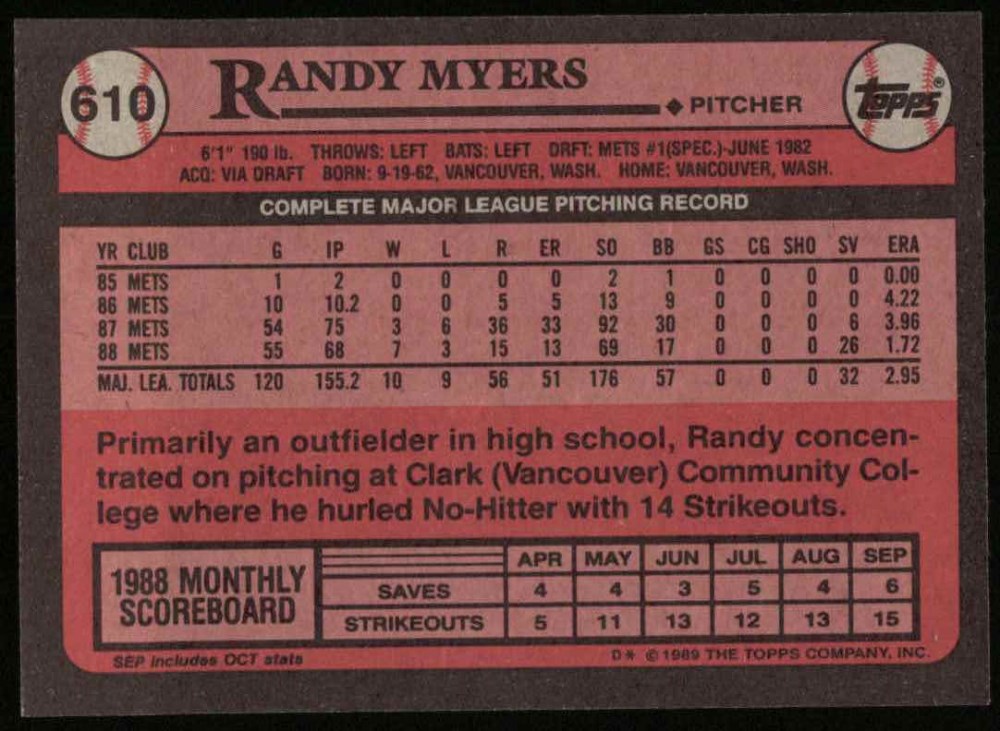 610
RANDY MYERS
◆ PITCHER
Topps®
6'1" 190 lb. THROWS: LEFT BATS: LEFT DRFT: METS #1(SPEC.)-JUNE 1982
ACQ: VIA DRAFT BORN: 9-19-62, VANCOUVER, WASH. HOME: VANCOUVER, WASH.
COMPLETE MAJOR LEAGUE PITCHING RECORD
YR CLUB G IP W L R ER SO BB GS CG SHO SV ERA
85 METS 1 2 0 0 0 0 2 1 0 0 0 0 0.00
86 METS 10 10.2 0 0 5 5 13 9 0 0 0 0 4.22
87 METS 54 75 3 6 36 33 92 30 0 0 0 6 3.96
88 METS 55 68 7 3 15 13 69 17 0 0 0 26 1.72
MAJ. LEA. TOTALS 120 155.2 10 9 56 51 176 57 0 0 0 32 2.95
Primarily an outfielder in high school, Randy concen-
trated on pitching at Clark (Vancouver) Community Col-
lege where he hurled No-Hitter with 14 Strikeouts.
1988 MONTHLY
SCOREBOARD
APR MAY JUN JUL AUG SEP
SAVES 4 4 3 5 4 6
STRIKEOUTS 5 11 13 12 13 15
SEP includes OCT stats
D* © 1989 THE TOPPS COMPANY, INC.